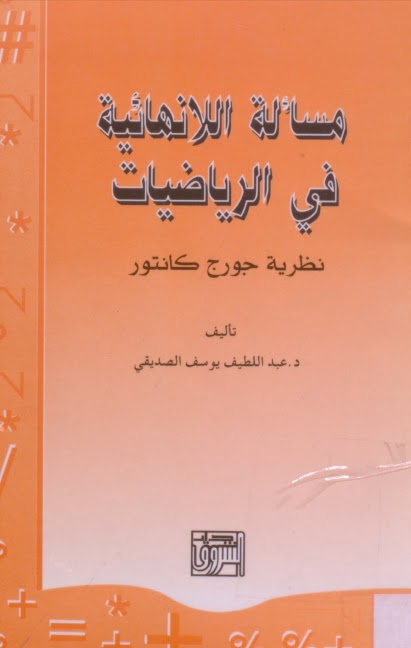 مسألة اللانهائية
في الرياضيات
نظرية جورج كانتور
تأليف
د. عبد اللطيف يوسف الصديقي
دار
الشروق